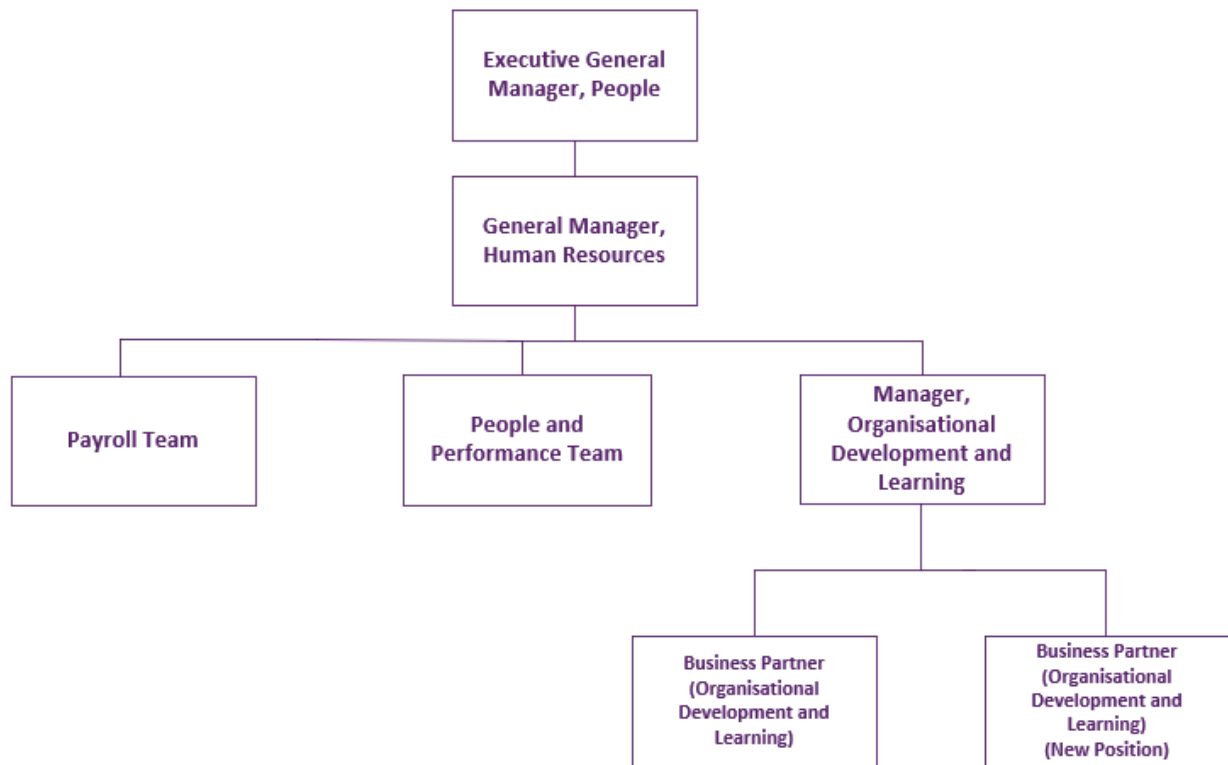 Executive General
Manager, People
General Manager,
Human Resources
Payroll Team
People and
Performance Team
Manager,
Organisational
Development and
Learning
Business Partner
(Organisational
Development and
Learning)
Business Partner
(Organisational
Development and
Learning)
(New Position)